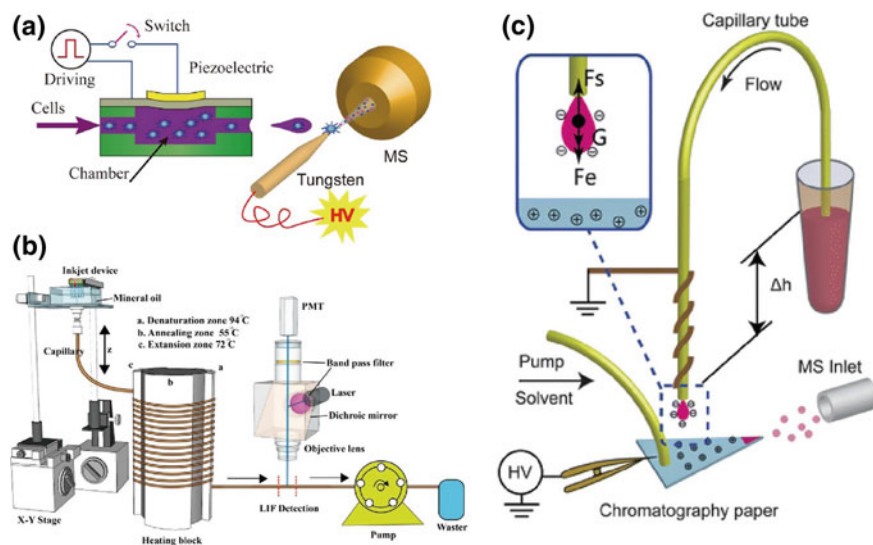 (a)
Switch
Driving
Piezoelectric
Cells
Chamber
Tungsten
HV
MS
(b)
Inkjet device
Mineral oil
Capillary
z
a. Denaturation zone 94°C
b. Annealing zone 55°C
c. Extansion zone 72°C
c
b
a
X-Y Stage
Heating block
PMT
Band pass filter
Laser
Dichroic mirror
Objective lens
LIF Detection
Pump
Waster
(c)
Capillary tube
Flow
Fs
G
Fe
Δh
Pump
Solvent
MS Inlet
HV
Chromatography paper